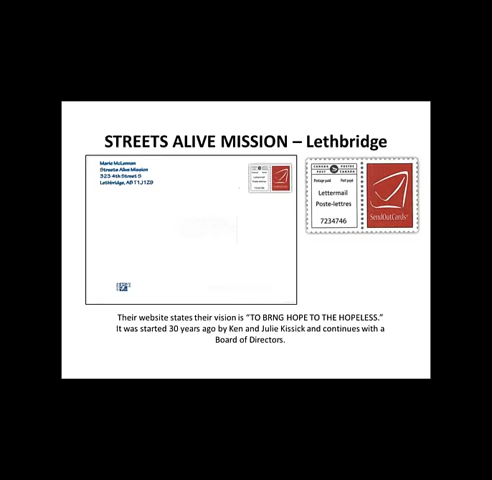 STREETS ALIVE MISSION – Lethbridge
Marie McLennan
Streets Alive Mission
323 4th Street S
Lethbridge, AB T1J1Z9
CANADA POSTES
POST CANADA
Postage paid Port payé
Lettermail
Poste-lettres
7234746
SendOutCards
Their website states their vision is “TO BRNG HOPE TO THE HOPELESS.”
It was started 30 years ago by Ken and Julie Kissick and continues with a
Board of Directors.